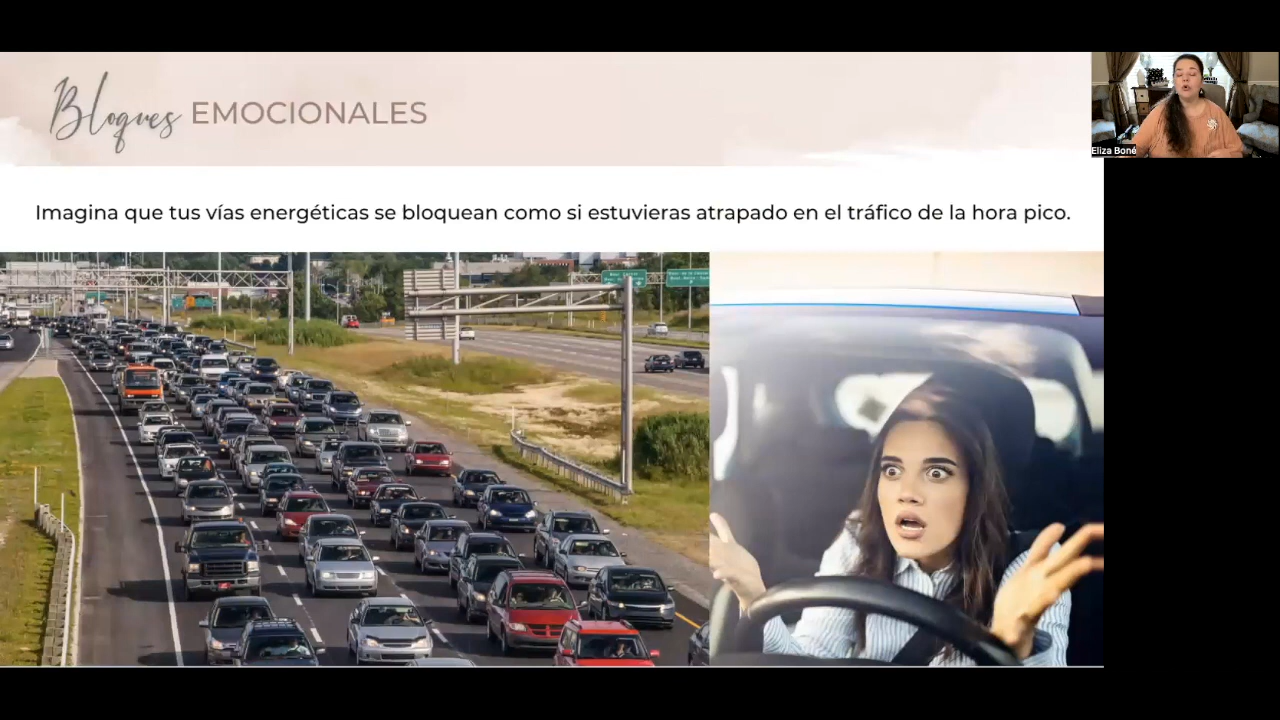 Bloques EMOCIONALES
Eliza Boné
Imagina que tus vías energéticas se bloquean como si estuvieras atrapado en el tráfico de la hora pico.